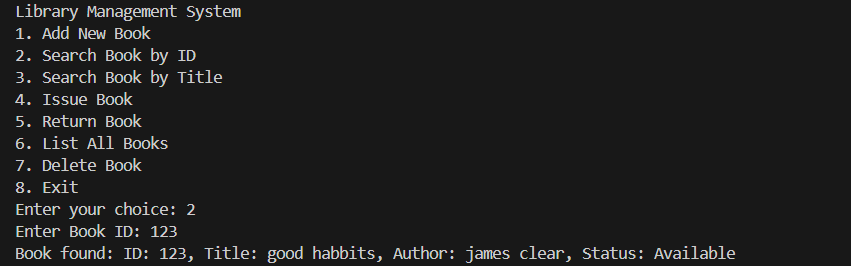 Library Management System
1. Add New Book
2. Search Book by ID
3. Search Book by Title
4. Issue Book
5. Return Book
6. List All Books
7. Delete Book
8. Exit
Enter your choice: 2
Enter Book ID: 123
Book found: ID: 123, Title: good habbits, Author: james clear, Status: Available